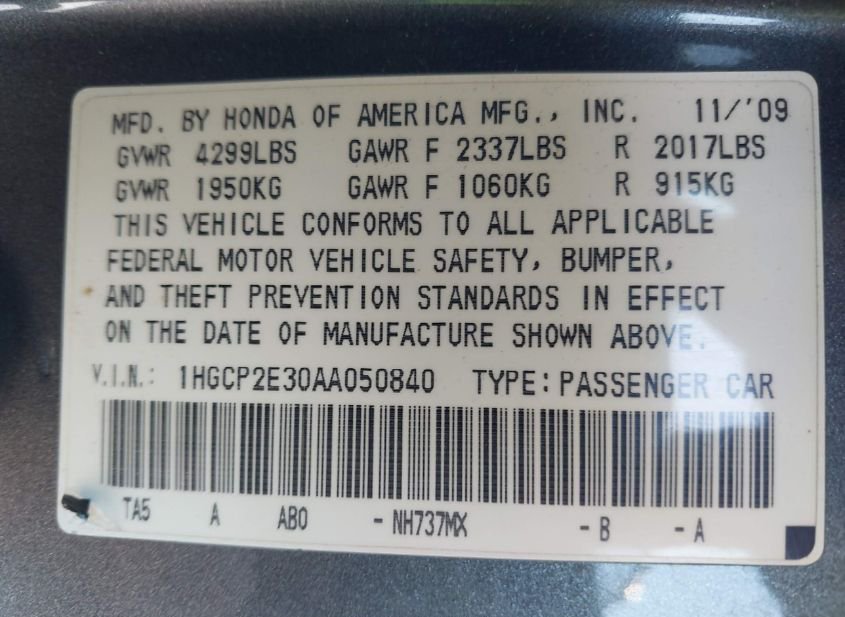 MFD. BY HONDA OF AMERICA MFG., INC. 11/'09
GVWR 4299LBS GAWR F 2337LBS R 2017LBS
GVWR 1950KG GAWR F 1060KG R 915KG
THIS VEHICLE CONFORMS TO ALL APPLICABLE
FEDERAL MOTOR VEHICLE SAFETY, BUMPER,
AND THEFT PREVENTION STANDARDS IN EFFECT
ON THE DATE OF MANUFACTURE SHOWN ABOVE.
V.I.N.: 1HGCP2E30AA050840 TYPE: PASSENGER CAR
TA5 A AB0 - NH737MX - B - A